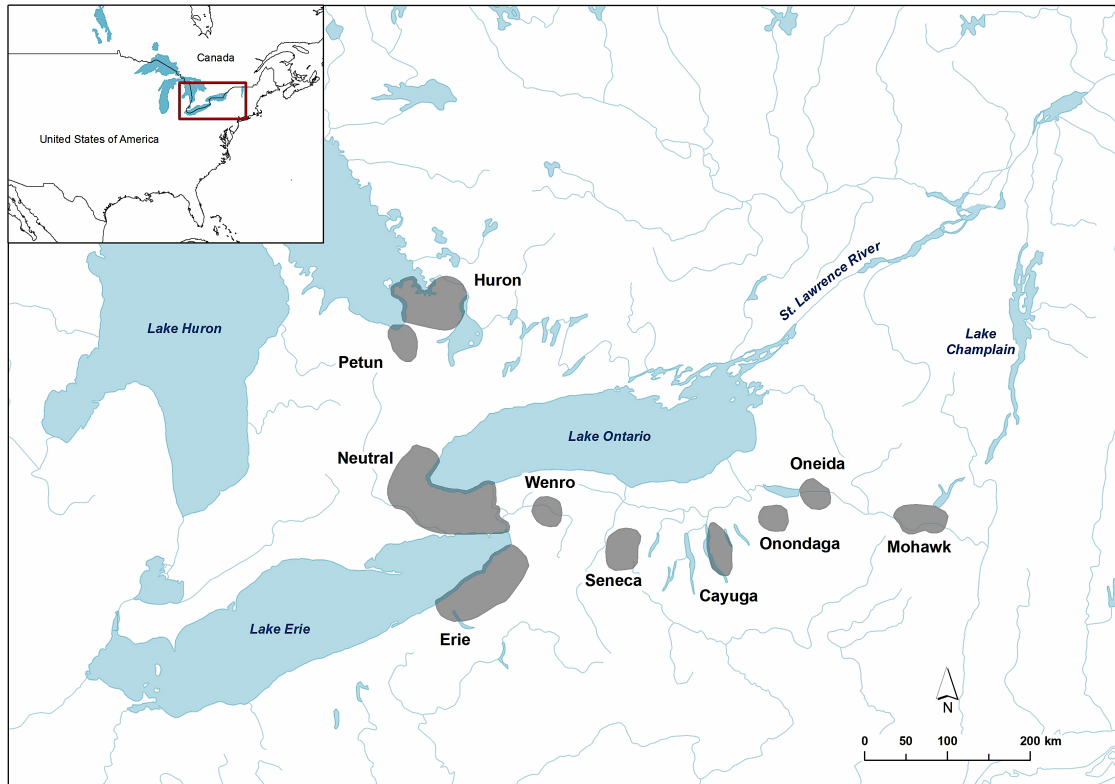 Canada
United States of America
Huron
St. Lawrence River
Lake Huron
Lake
Champlain
Petun
Lake Ontario
Neutral
Oneida
Wenro
Onondaga
Mohawk
Seneca
Cayuga
Lake Erie
Erie
N
0 50 100 200 km